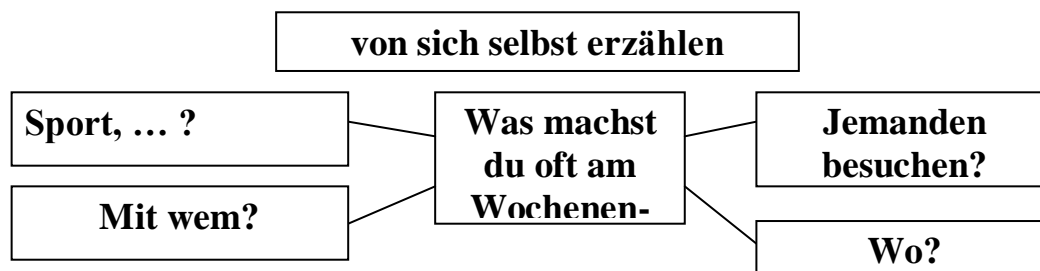 von sich selbst erzählen
Sport, … ?
Mit wem?
Was machst
du oft am
Wochenen-
Jemanden
besuchen?
Wo?